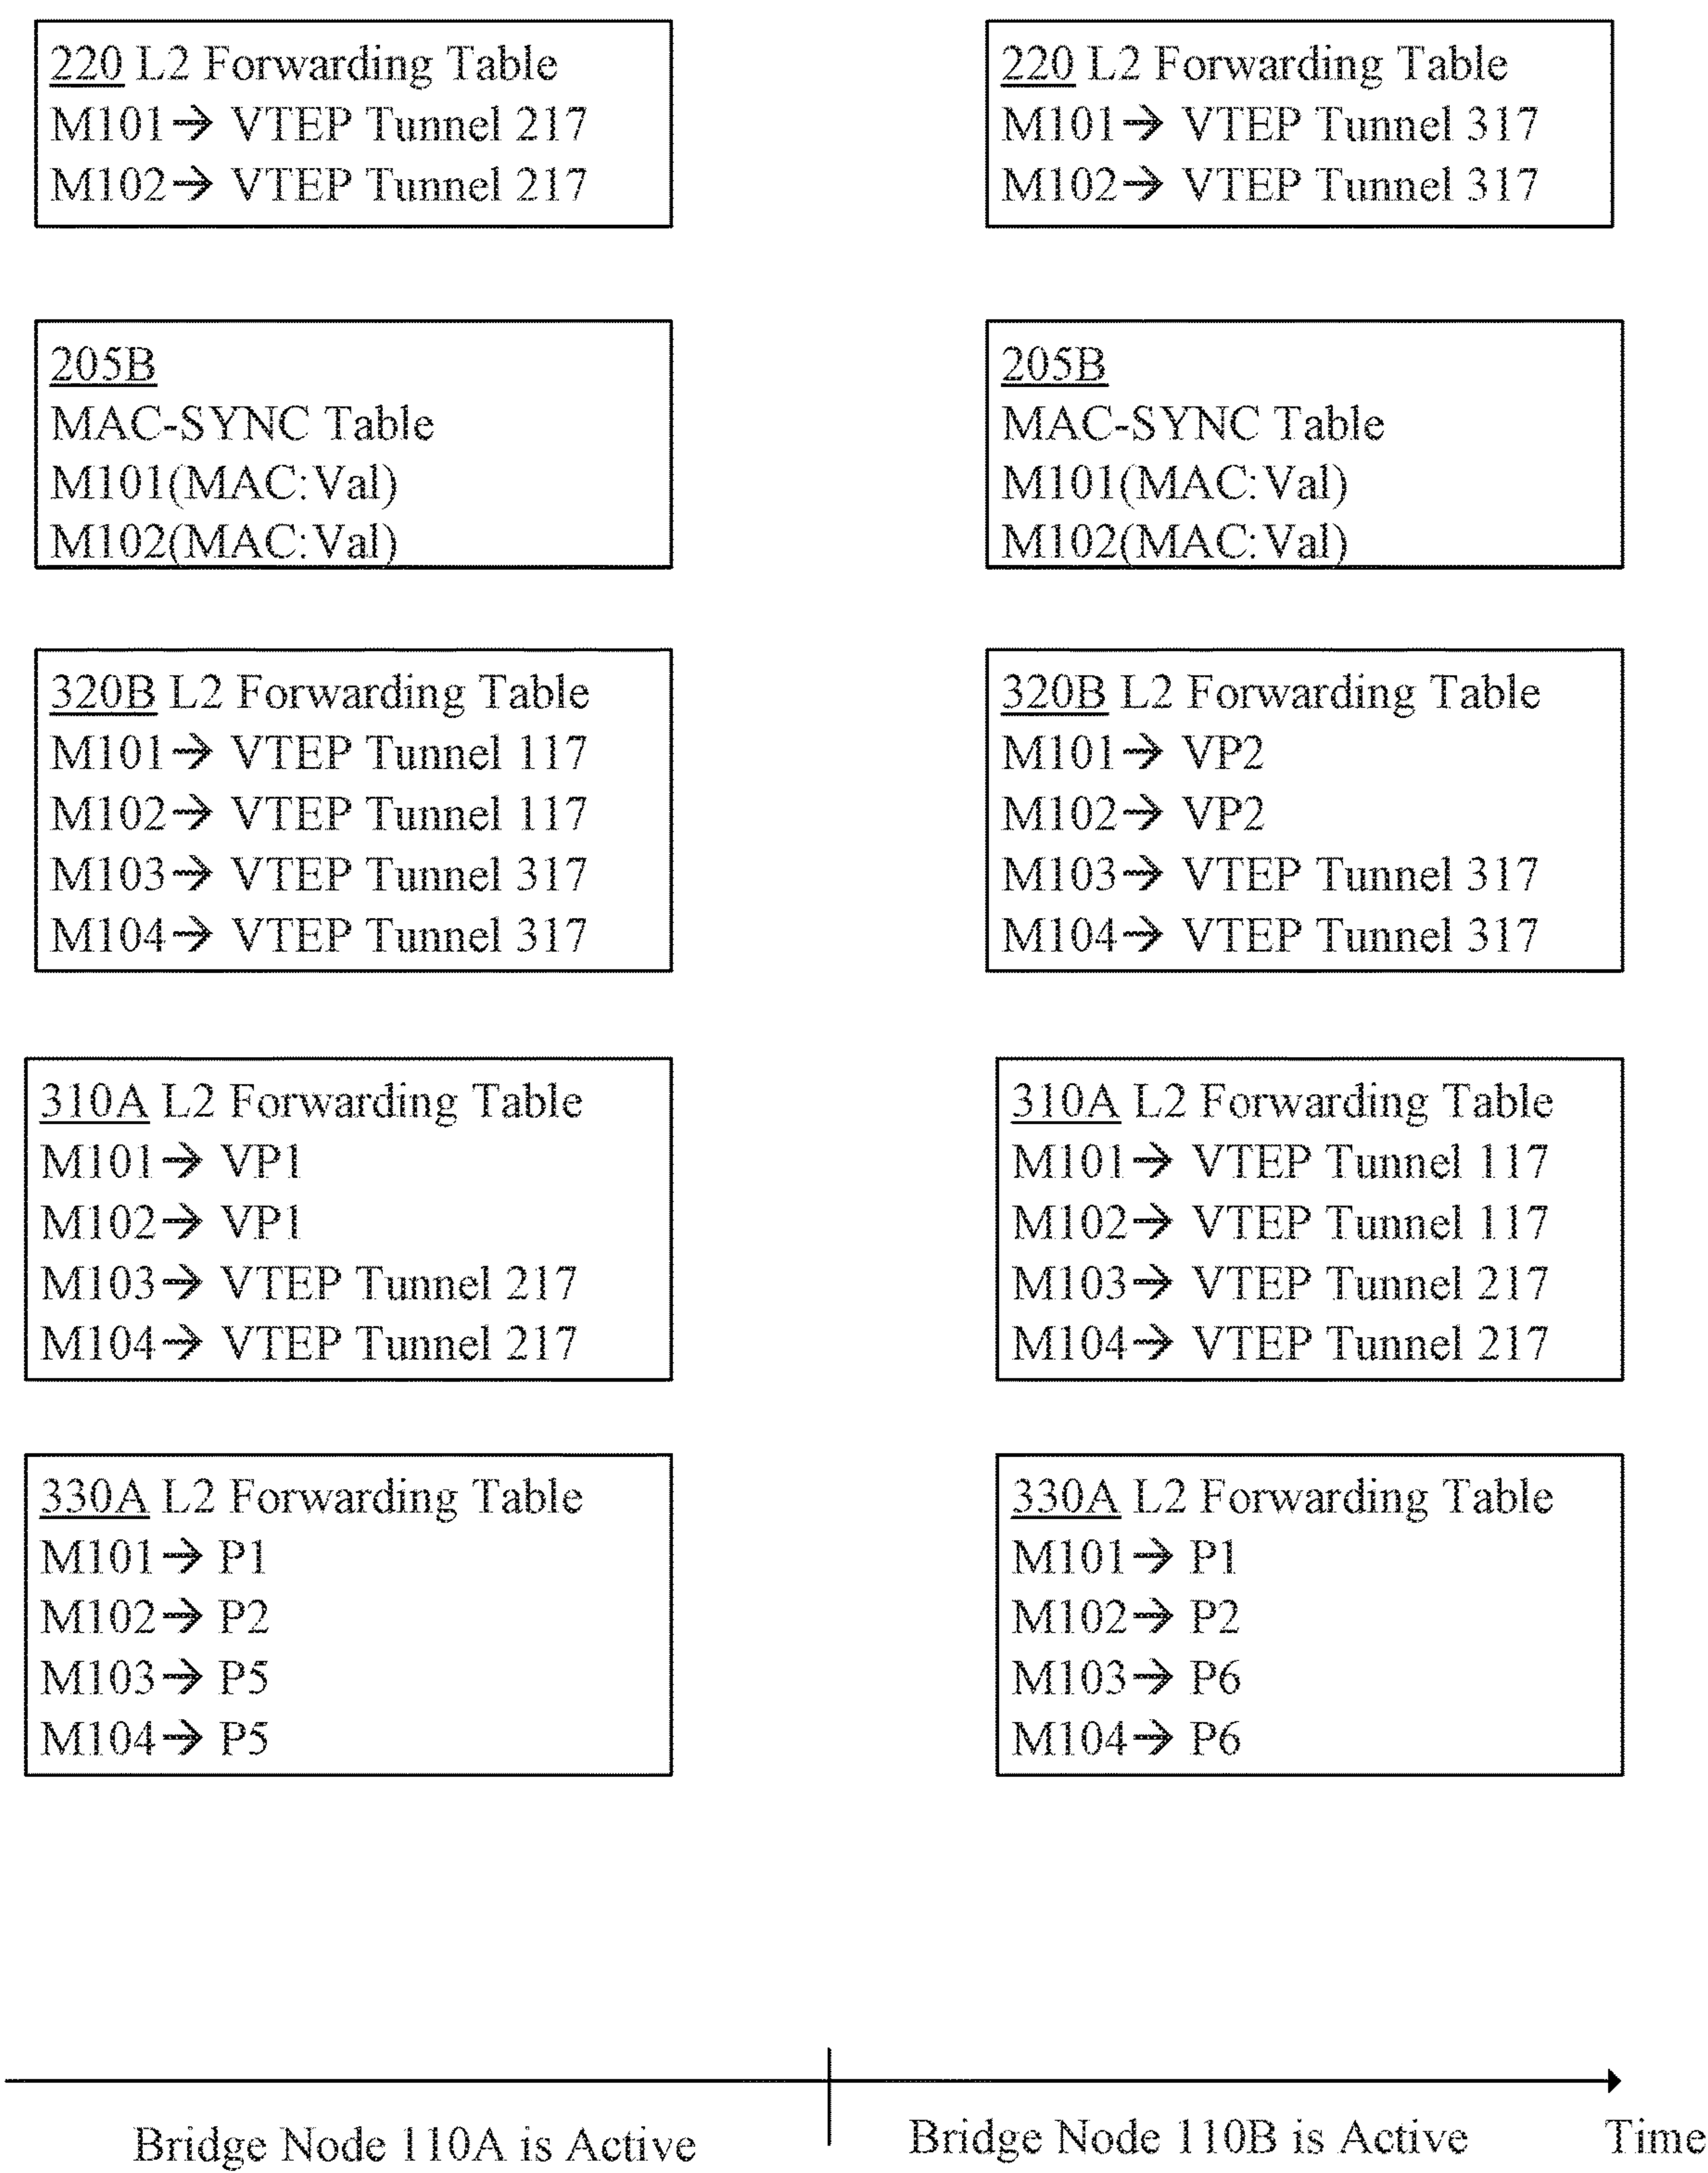 220 L2 Forwarding Table
M101→ VTEP Tunnel 217
M102→ VTEP Tunnel 217
220 L2 Forwarding Table
M101→ VTEP Tunnel 317
M102→ VTEP Tunnel 317
205B
MAC-SYNC Table
M101(MAC:Val)
M102(MAC:Val)
205B
MAC-SYNC Table
M101(MAC:Val)
M102(MAC:Val)
320B L2 Forwarding Table
M101→ VTEP Tunnel 117
M102→ VTEP Tunnel 117
M103→ VTEP Tunnel 317
M104→ VTEP Tunnel 317
320B L2 Forwarding Table
M101→ VP2
M102→ VP2
M103→ VTEP Tunnel 317
M104→ VTEP Tunnel 317
310A L2 Forwarding Table
M101→ VP1
M102→ VP1
M103→ VTEP Tunnel 217
M104→ VTEP Tunnel 217
310A L2 Forwarding Table
M101→ VTEP Tunnel 117
M102→ VTEP Tunnel 117
M103→ VTEP Tunnel 217
M104→ VTEP Tunnel 217
330A L2 Forwarding Table
M101→ P1
M102→ P2
M103→ P5
M104→ P5
330A L2 Forwarding Table
M101→ P1
M102→ P2
M103→ P6
M104→ P6
Bridge Node 110A is Active
Bridge Node 110B is Active
Time